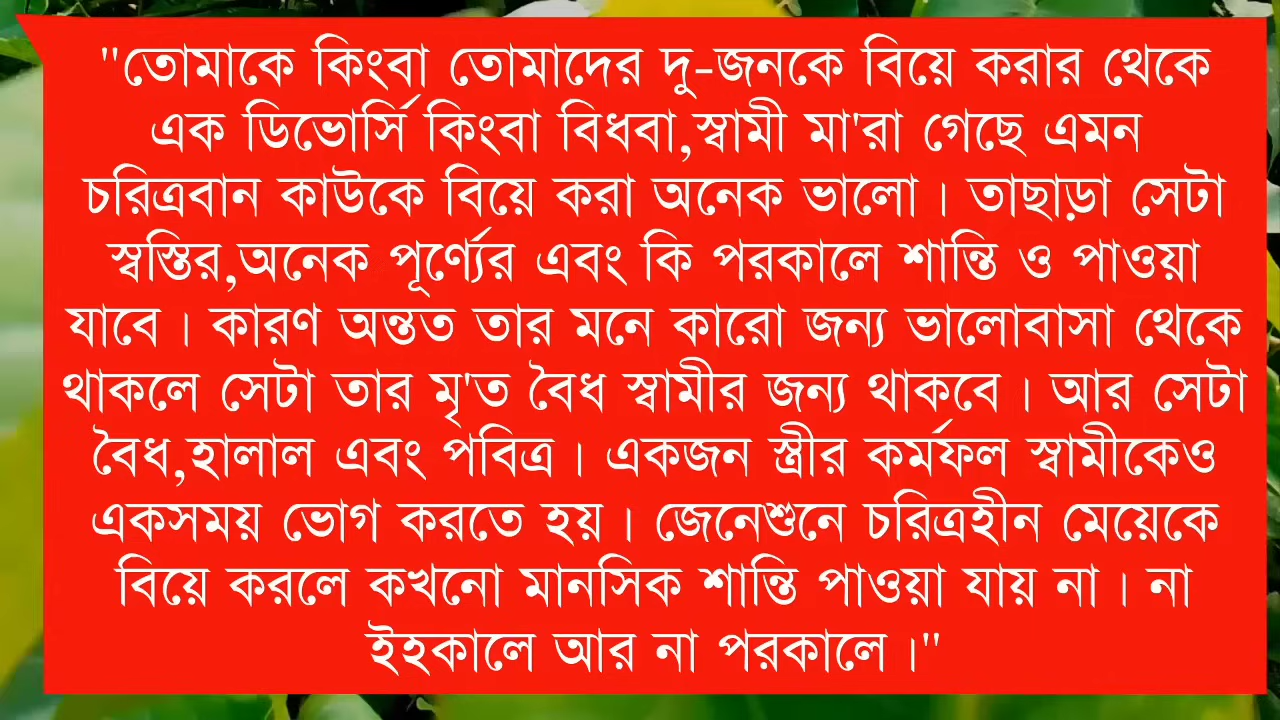 "তোমাকে কিংবা তোমাদের দু-জনকে বিয়ে করার থেকে
এক ডিভোর্সি কিংবা বিধবা,স্বামী মা'রা গেছে এমন
চরিত্রবান কাউকে বিয়ে করা অনেক ভালো। তাছাড়া সেটা
স্বস্তির,অনেক পূর্ণ্যের এবং কি পরকালে শান্তি ও পাওয়া
যাবে। কারণ অন্তত তার মনে কারো জন্য ভালোবাসা থেকে
থাকলে সেটা তার মৃ'ত বৈধ স্বামীর জন্য থাকবে। আর সেটা
বৈধ,হালাল এবং পবিত্র। একজন স্ত্রীর কর্মফল স্বামীকেও
একসময় ভোগ করতে হয়। জেনেশুনে চরিত্রহীন মেয়েকে
বিয়ে করলে কখনো মানসিক শান্তি পাওয়া যায় না। না
ইহকালে আর না পরকালে।"